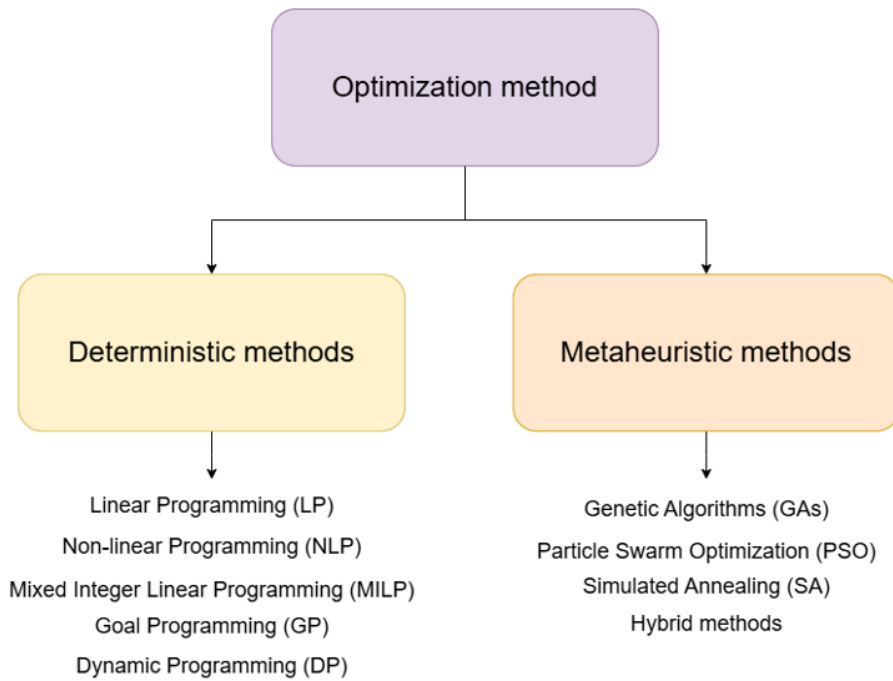 Optimization method
Deterministic methods
Metaheuristic methods
Linear Programming (LP)
Non-linear Programming (NLP)
Mixed Integer Linear Programming (MILP)
Goal Programming (GP)
Dynamic Programming (DP)
Genetic Algorithms (GAs)
Particle Swarm Optimization (PSO)
Simulated Annealing (SA)
Hybrid methods